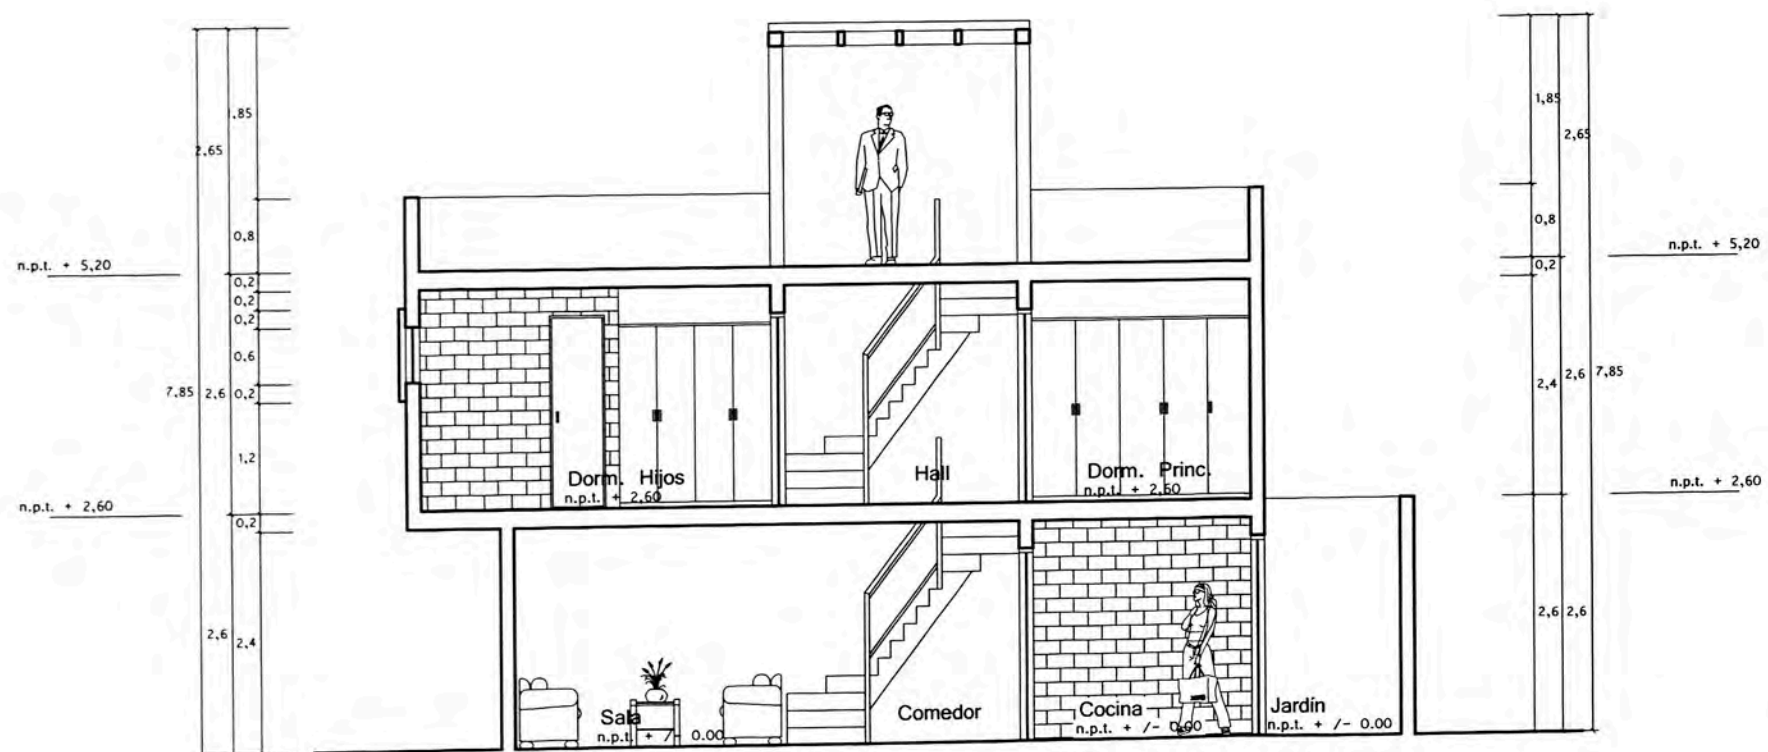 1,85
2,65
0,8
n.p.t. + 5,20
0,2
0,2
0,2
0,6
7,85
2,6
0,2
1,2
n.p.t. + 2,60
0,2
2,6
2,4
Dorm. Hijos
n.p.t. + 2,60
Hall
Dorm. Princ.
n.p.t. + 2,60
Sala
n.p.t. + / 0.00
Comedor
Cocina
n.p.t. + /- 0.00
Jardín
n.p.t. + /- 0.00
1,85
2,65
0,8
n.p.t. + 5,20
0,2
2,4
2,6
7,85
n.p.t. + 2,60
2,6
2,6